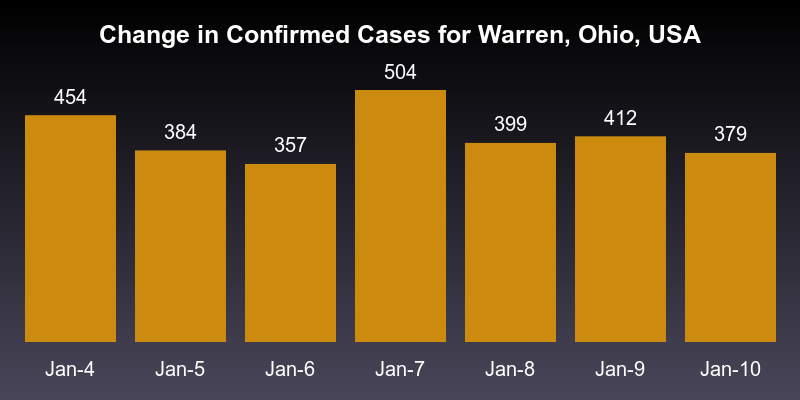 Change in Confirmed Cases for Warren, Ohio, USA
454
384
357
504
399
412
379
Jan-4
Jan-5
Jan-6
Jan-7
Jan-8
Jan-9
Jan-10